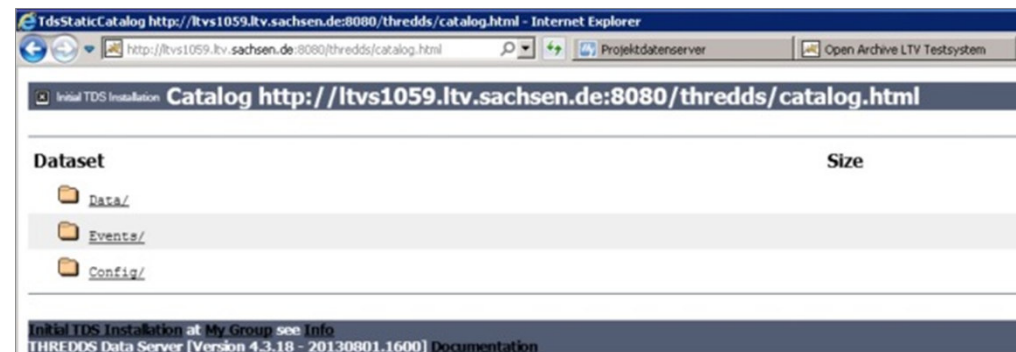 TdsStaticCatalog http://ltvs1059.ltv.sachsen.de:8080/thredds/catalog.html - Internet Explorer
http://ltvs1059.ltv.sachsen.de:8080/thredds/catalog.html Projektdatenserver Open Archive LTV Testsystem
Initial TDS Installation Catalog http://ltvs1059.ltv.sachsen.de:8080/thredds/catalog.html
Dataset Size
Data/
Events/
Config/
Initial TDS Installation at My Group see Info
THREDDS Data Server [Version 4.3.18 - 20130801.1600] Documentation